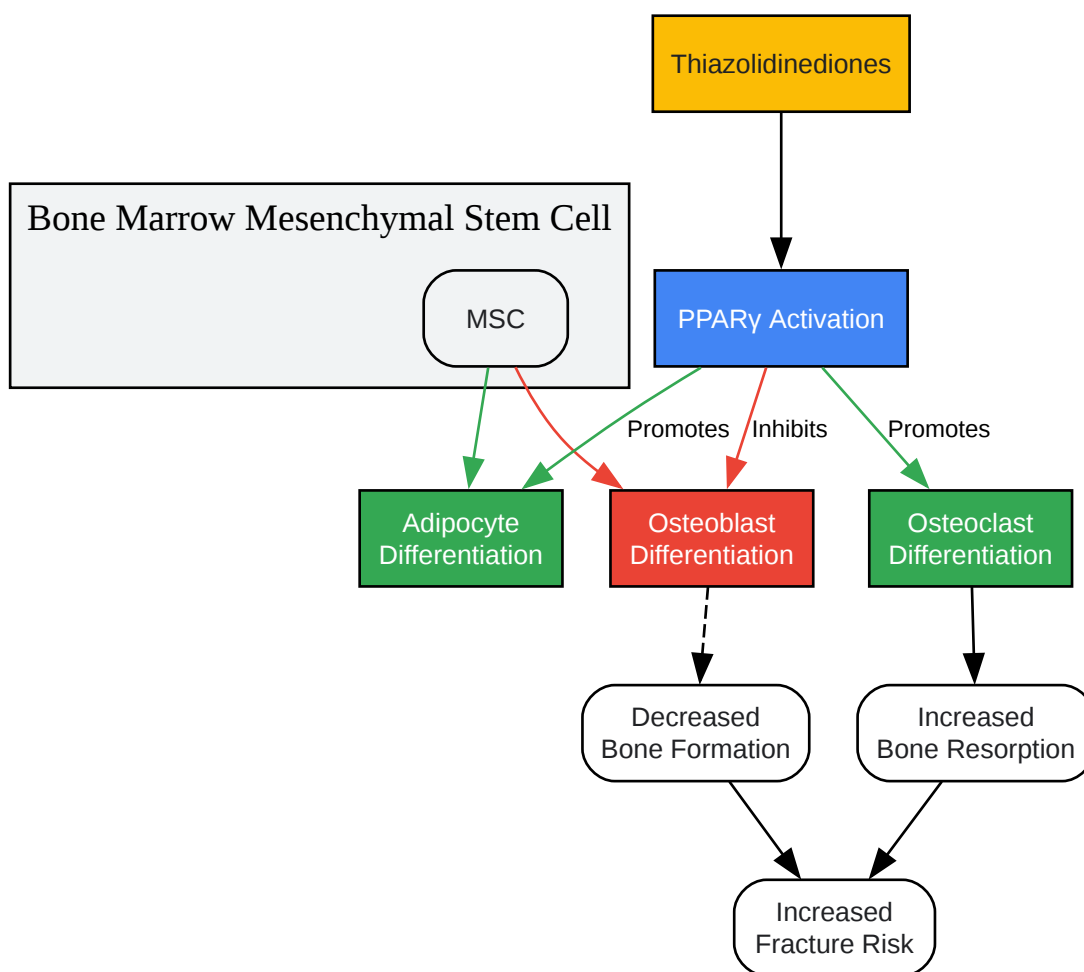 Thiazolidinediones
Bone Marrow Mesenchymal Stem Cell
MSC
PPARγ Activation
Promotes
Inhibits
Promotes
Adipocyte
Differentiation
Osteoblast
Differentiation
Osteoclast
Differentiation
Decreased
Bone Formation
Increased
Bone Resorption
Increased
Fracture Risk